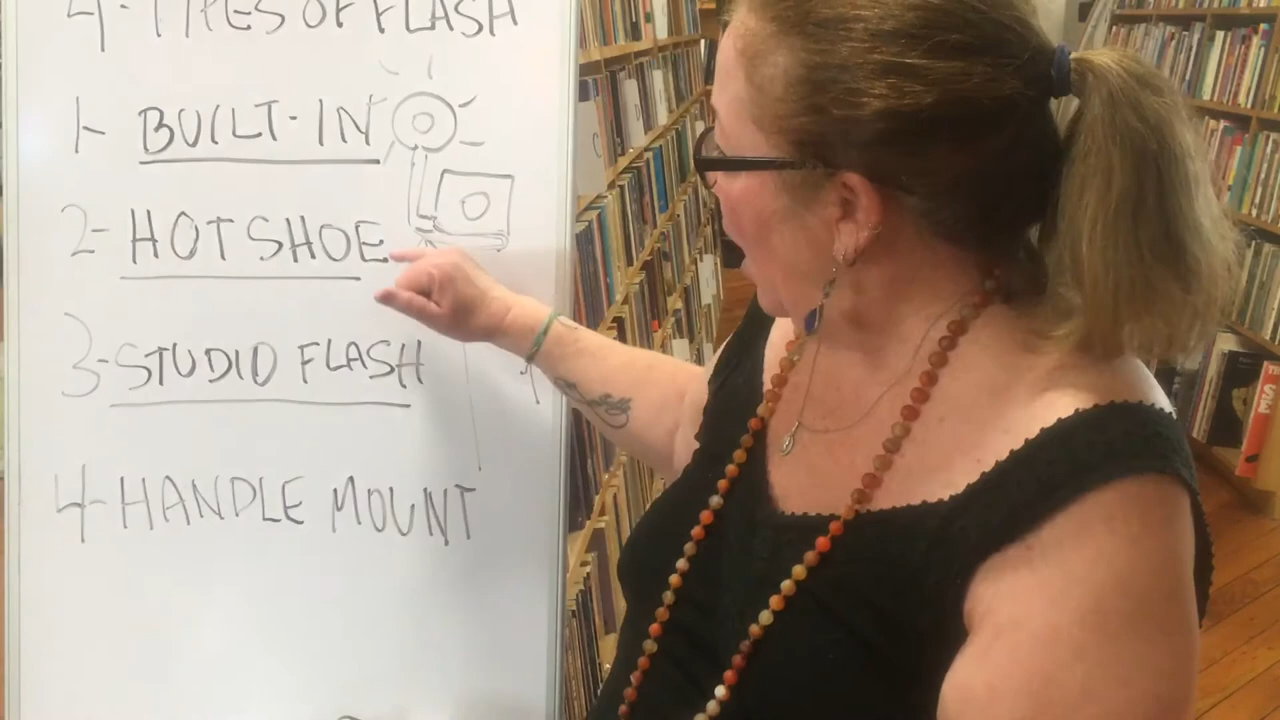 4- TYPES OF FLASH
1- BUILT-IN
2- HOTSHOE
3- STUDIO FLASH
4- HANDLE MOUNT